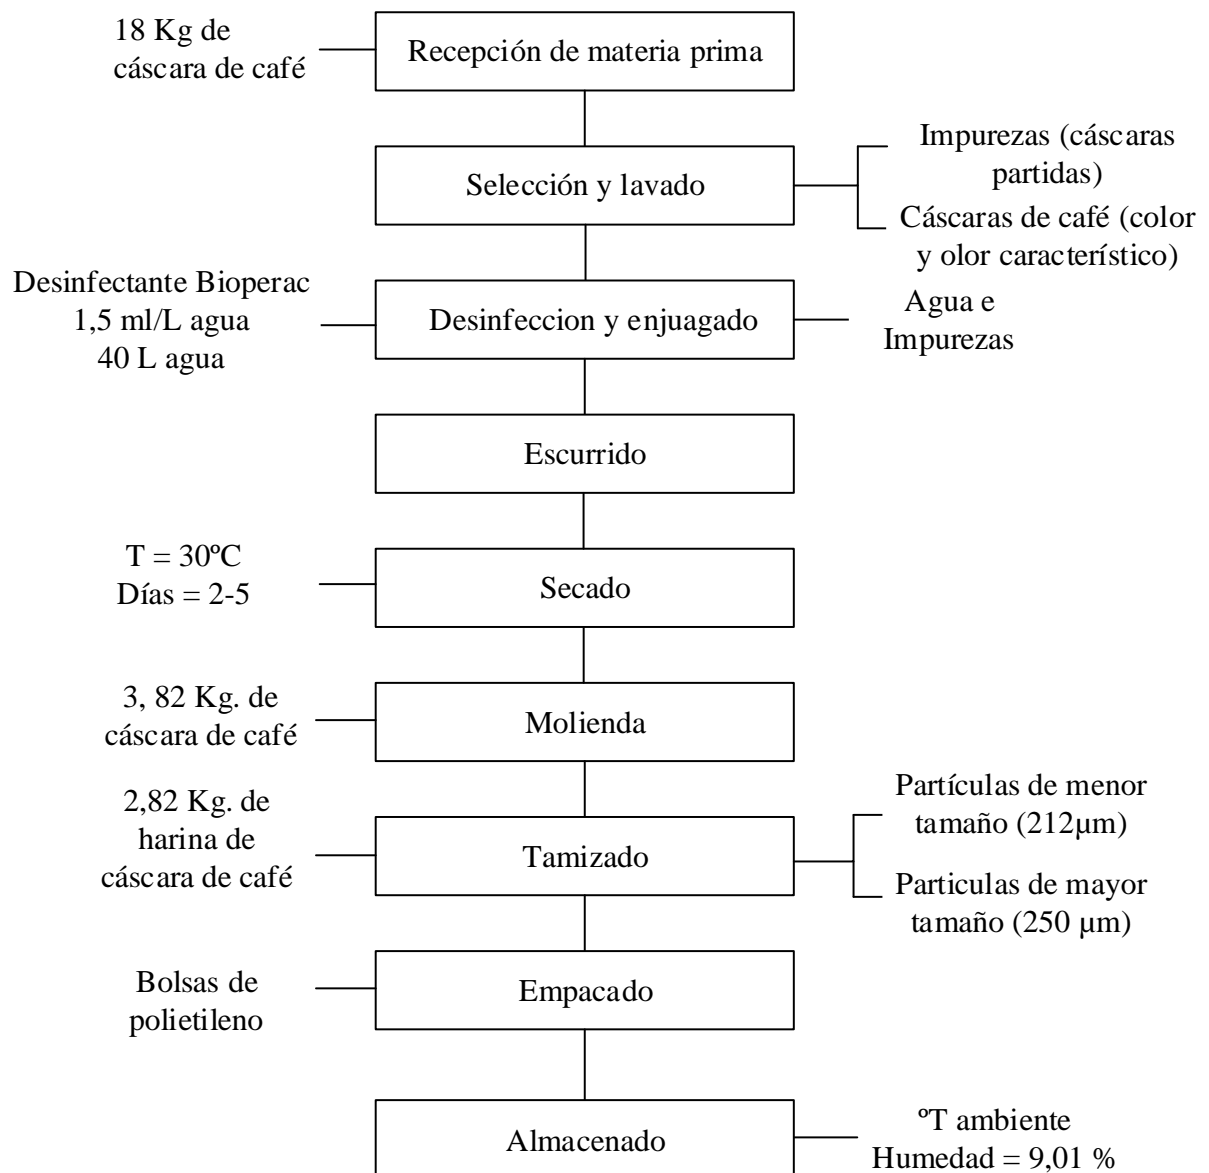 18 Kg de
cáscara de café
Recepción de materia prima
Selección y lavado
Impurezas (cáscaras
partidas)
Cáscaras de café (color
y olor característico)
Desinfectante Bioperac
1,5 ml/L agua
40 L agua
Desinfeccion y enjuagado
Agua e
Impurezas
Escurrido
T = 30ºC
Días = 2-5
Secado
3, 82 Kg. de
cáscara de café
Molienda
2,82 Kg. de
harina de
cáscara de café
Tamizado
Partículas de menor
tamaño (212µm)
Particulas de mayor
tamaño (250 µm)
Bolsas de
polietileno
Empacado
Almacenado
ºT ambiente
Humedad = 9,01 %